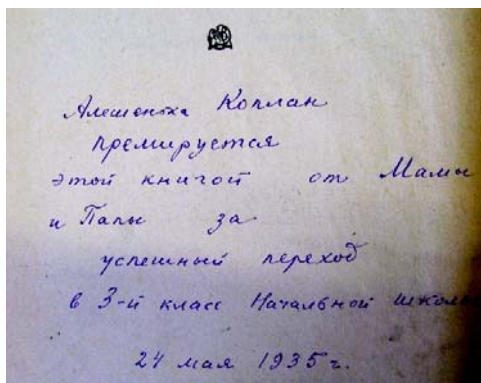 Алешенька Коплан
премируется
этой книгой от Мамы
и Папы за
успешный переход
в 3-й класс Начальной школы
24 мая 1935 г.